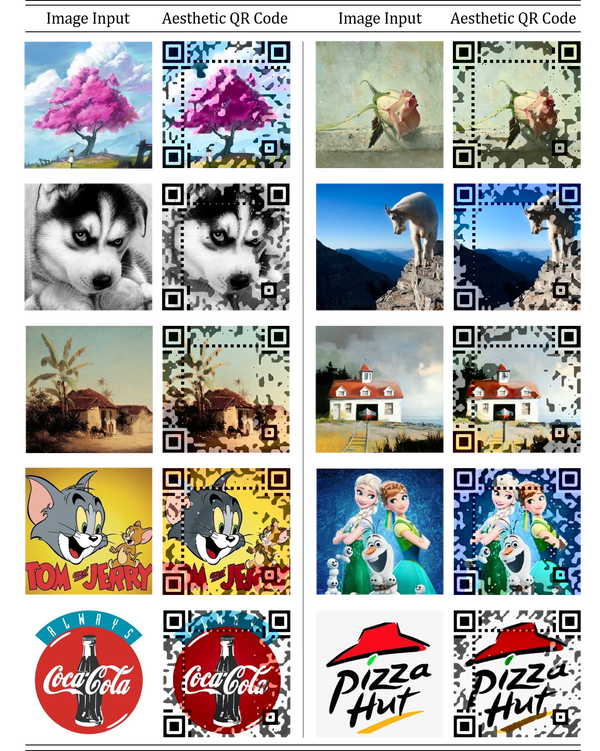 Image Input Aesthetic QR Code Image Input Aesthetic QR Code
TOM AND JERRY TOM AND JERRY
ALWAYS ALWAYS
Coca-Cola Coca-Cola
Pizza Pizza
Hut Hut